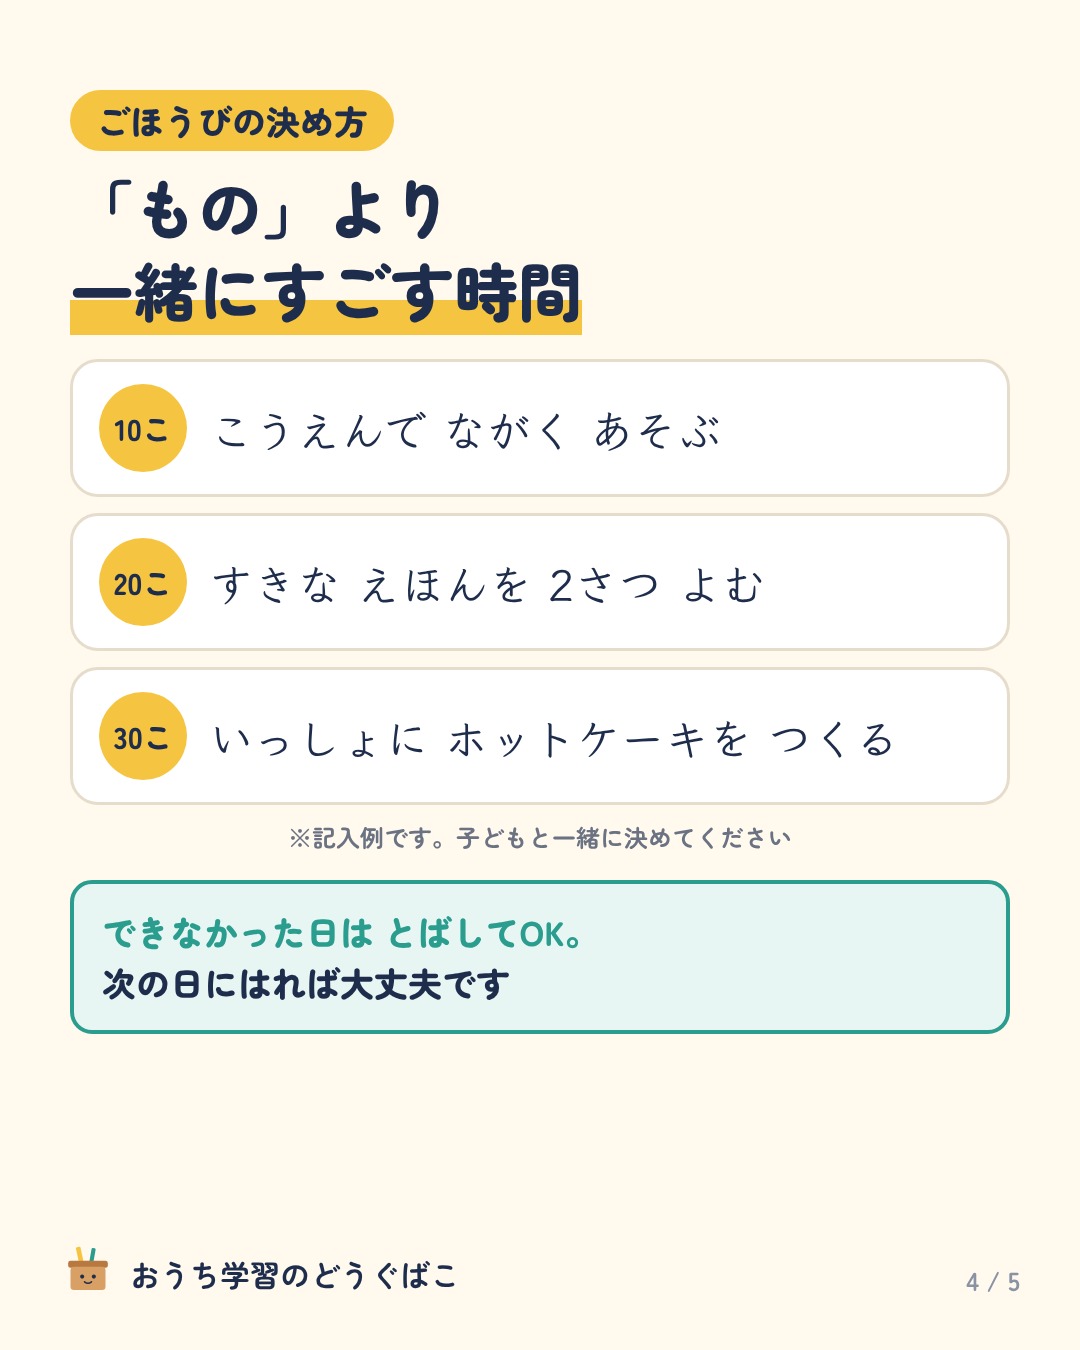 ごほうびの決め方
「もの」より
一緒にすごす時間
10こ こうえんで ながく あそぶ
20こ すきな えほんを 2さつ よむ
30こ いっしょに ホットケーキを つくる
※記入例です。子どもと一緒に決めてください
できなかった日は とばしてOK。
次の日にはれば大丈夫です
おうち学習のどうぐばこ
4 / 5